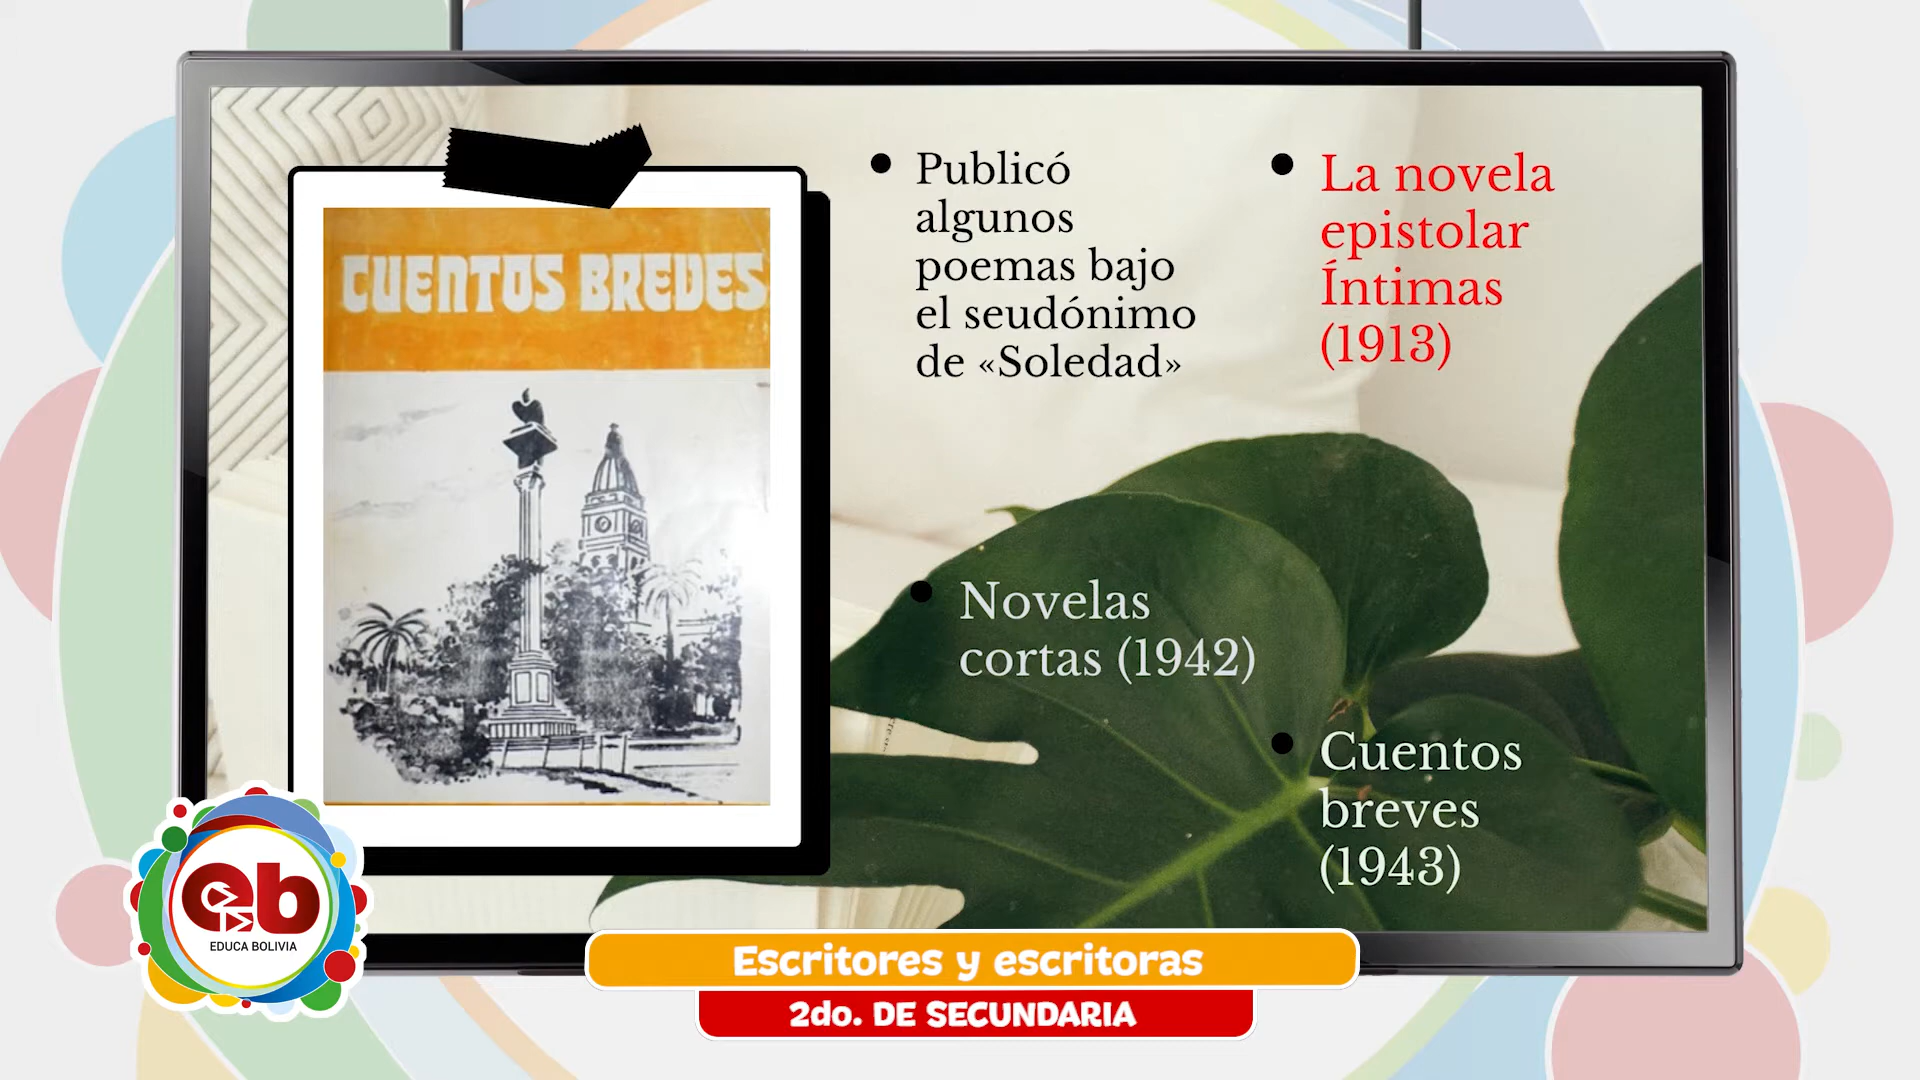 CUENTOS BREVES
Publicó
algunos
poemas bajo
el seudónimo
de «Soledad»
La novela
epistolar
Íntimas
(1913)
Novelas
cortas (1942)
Cuentos
breves
(1943)
eb
EDUCA BOLIVIA
Escritores y escritoras
2do. DE SECUNDARIA